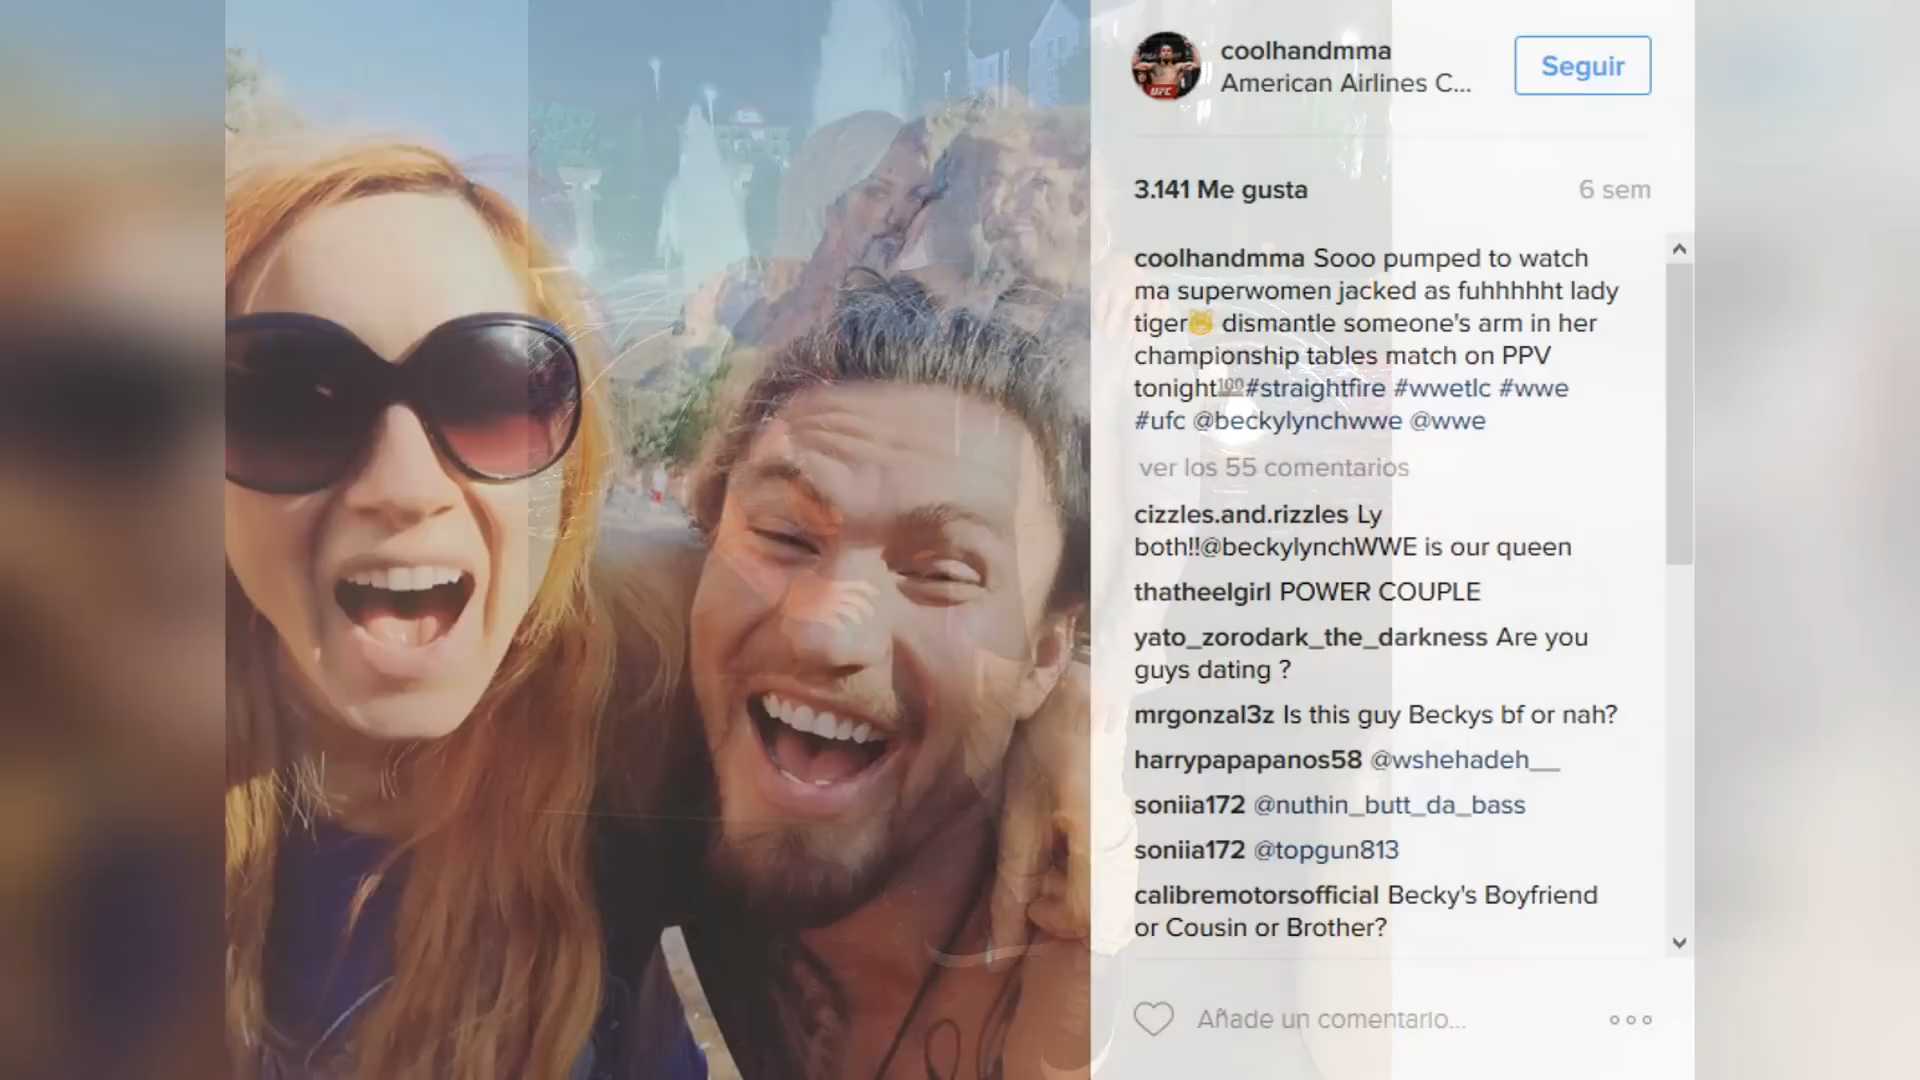 coolhandmma
American Airlines C...
Seguir
UFC
3.141 Me gusta
6 sem
coolhandmma Sooo pumped to watch
ma superwomen jacked as fuhhhhht lady
tiger😹 dismantle someone's arm in her
championship tables match on PPV
tonight💯#straightfire #wwetlc #wwe
#ufc @beckylynchwwe @wwe
ver los 55 comentarios
cizzles.and.rizzles Ly
both!!@beckylynchWWE is our queen
thatheelgirl POWER COUPLE
yato_zorodark_the_darkness Are you
guys dating ?
mrgonzal3z Is this guy Beckys bf or nah?
harrypapapanos58 @wshehadeh__
soniia172 @nuthin_butt_da_bass
soniia172 @topgun813
calibremotorsofficial Becky's Boyfriend
or Cousin or Brother?
Añade un comentario...